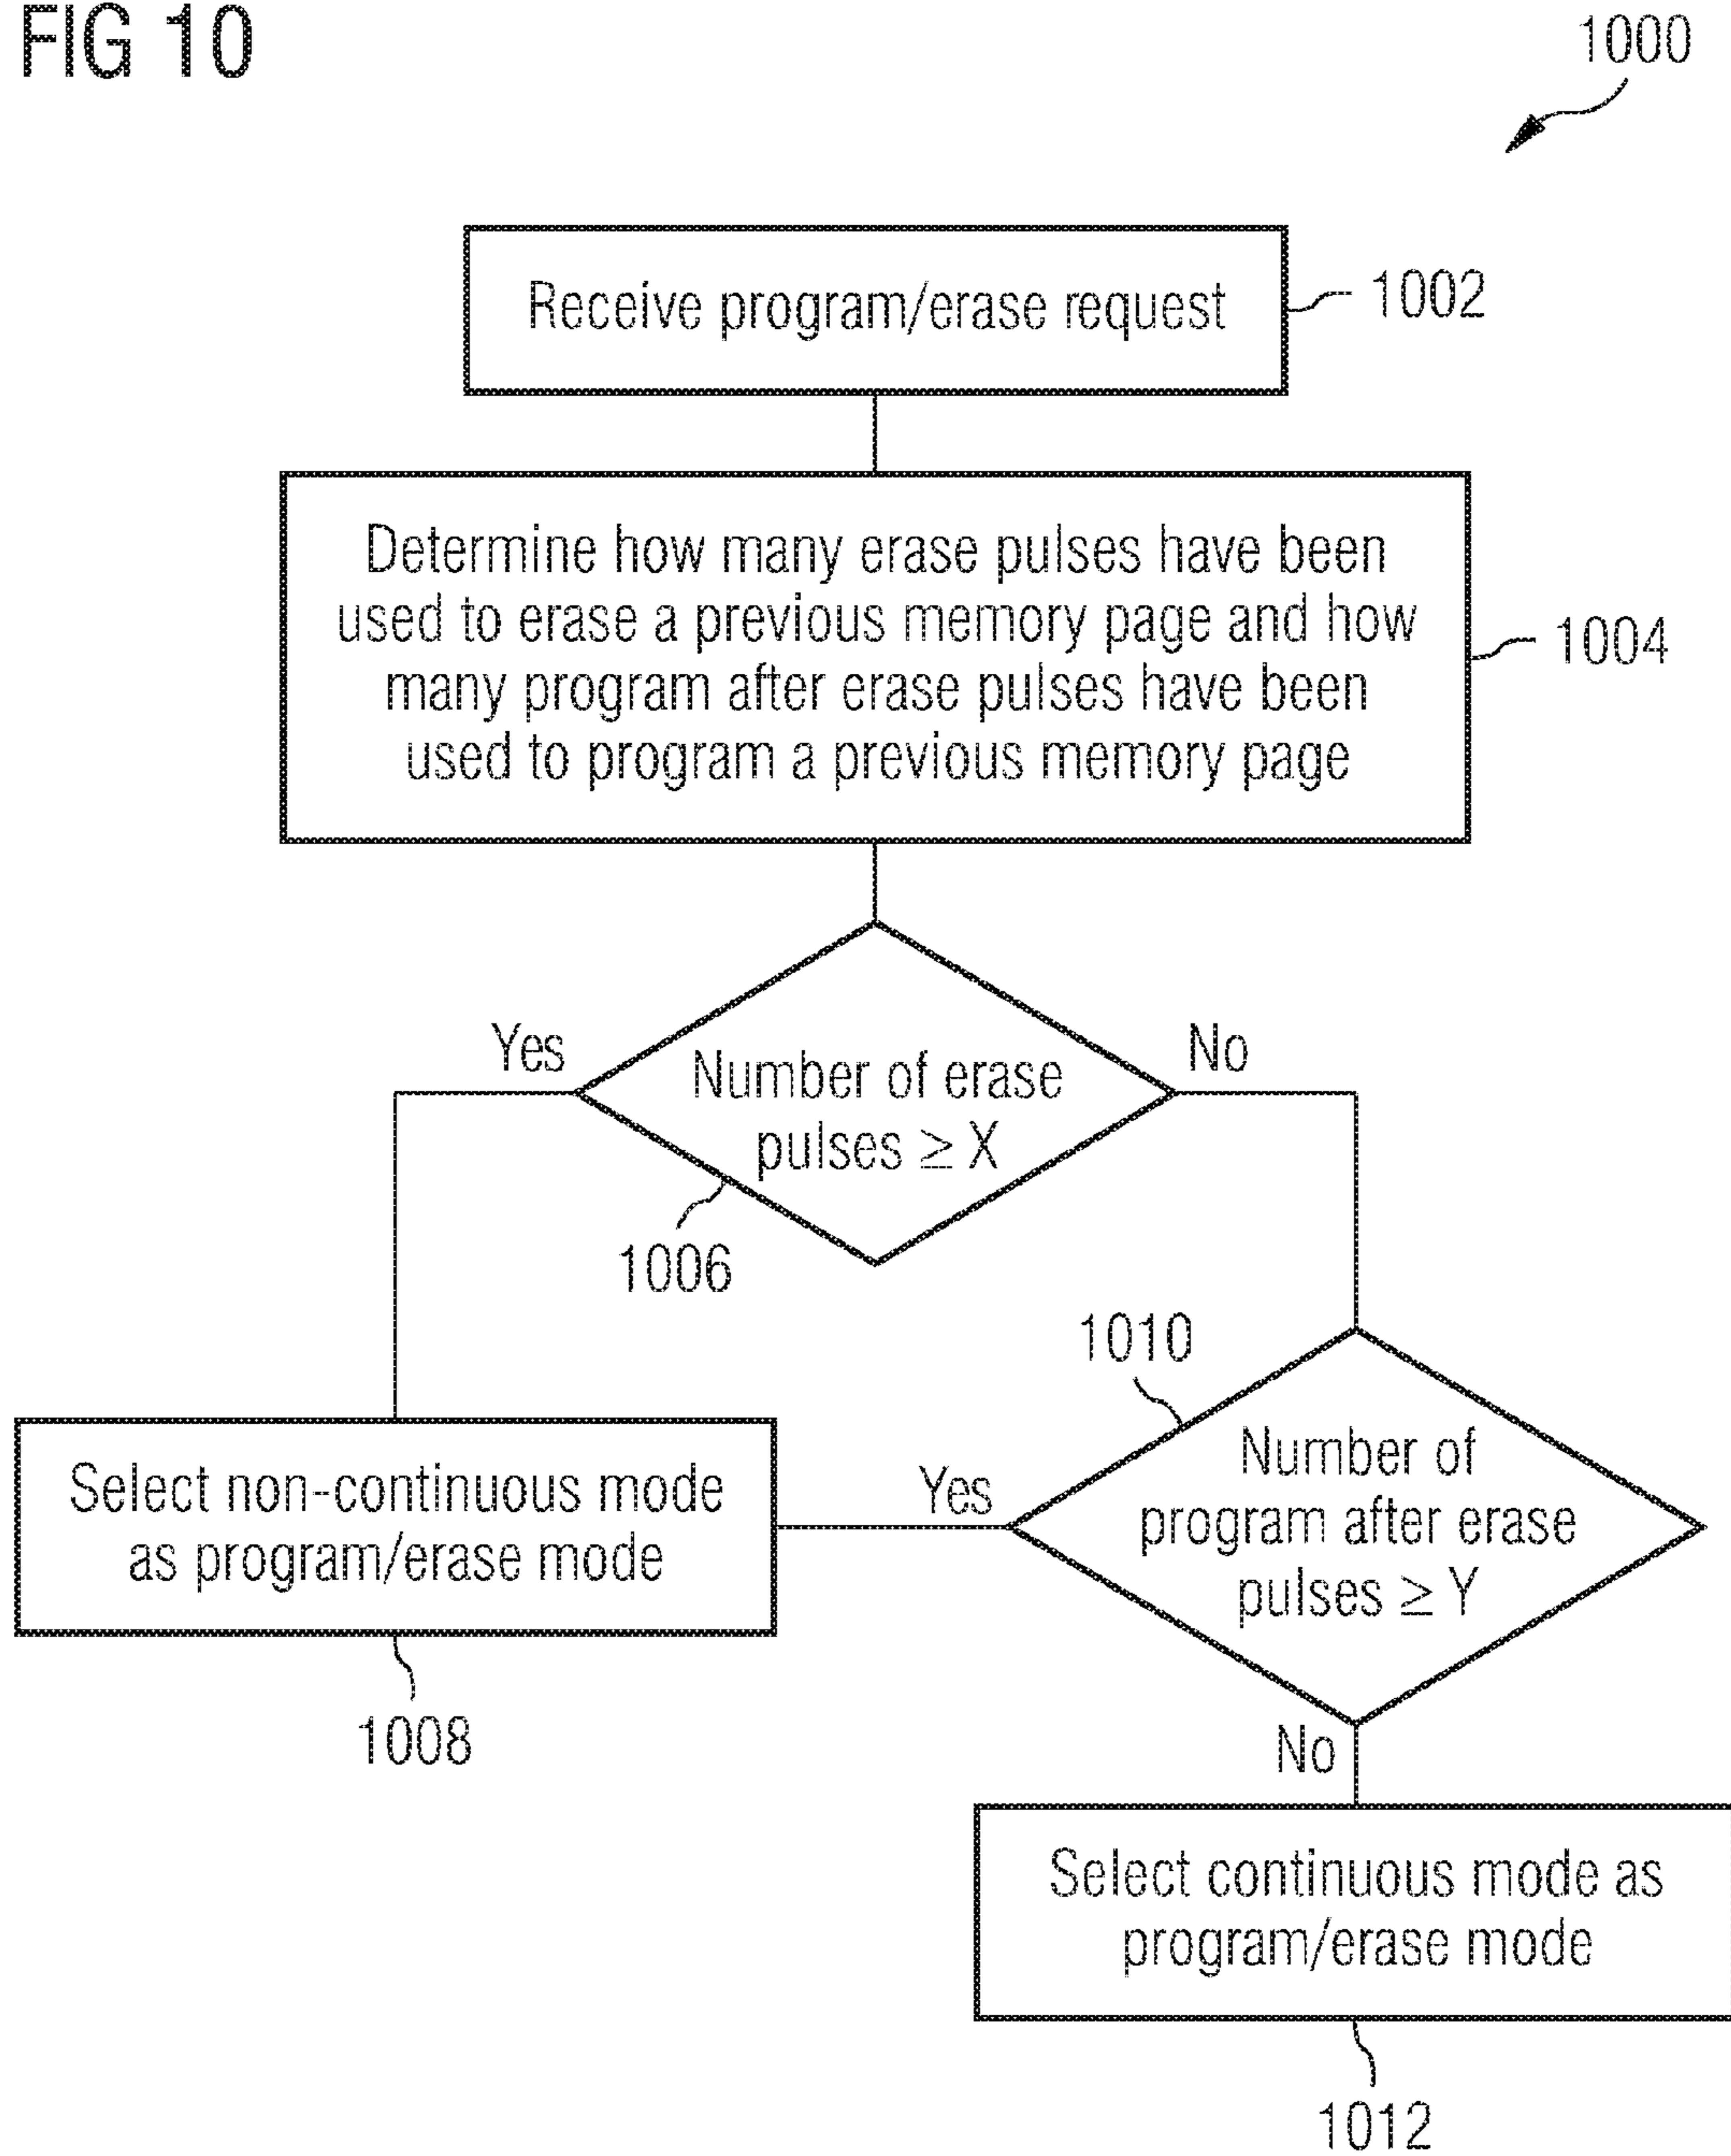 FIG 10
1000
Receive program/erase request
1002
Determine how many erase pulses have been
used to erase a previous memory page and how
many program after erase pulses have been
used to program a previous memory page
1004
Yes
No
Number of erase
pulses ≥ X
1006
1010
Number of
program after erase
pulses ≥ Y
Yes
Select non-continuous mode
as program/erase mode
1008
No
Select continuous mode as
program/erase mode
1012